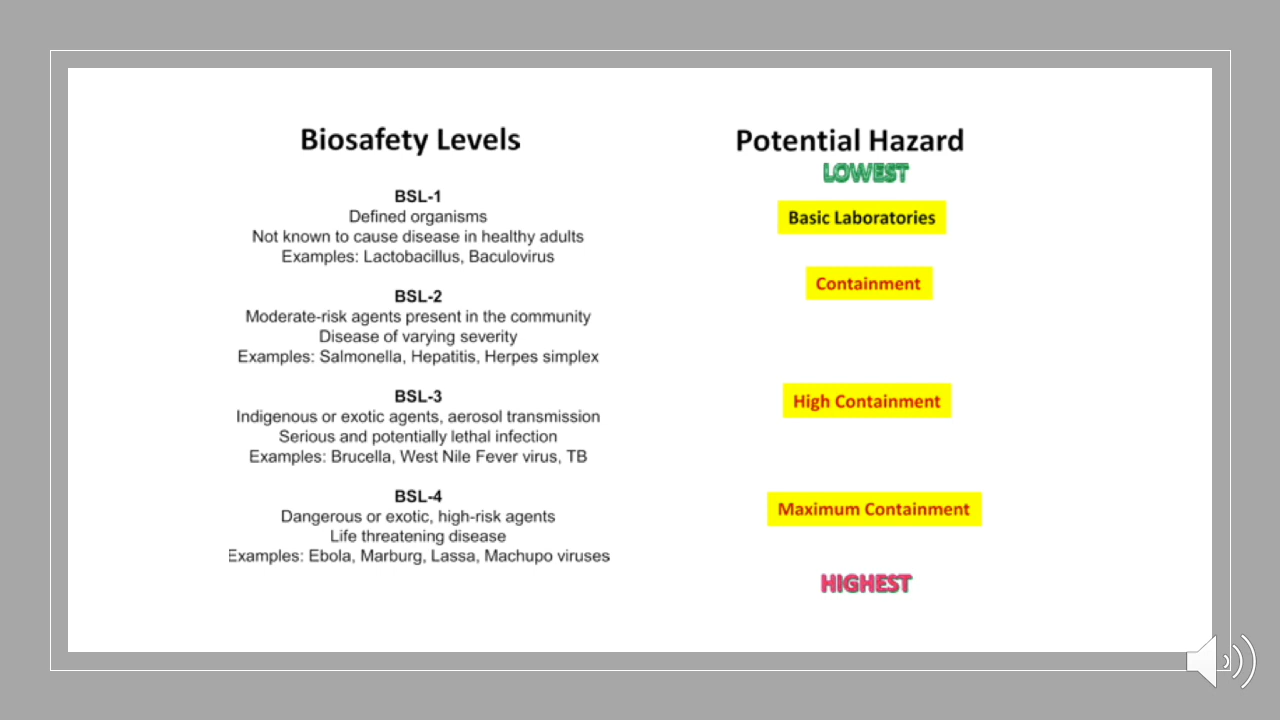 Biosafety Levels
BSL-1
Defined organisms
Not known to cause disease in healthy adults
Examples: Lactobacillus, Baculovirus
BSL-2
Moderate-risk agents present in the community
Disease of varying severity
Examples: Salmonella, Hepatitis, Herpes simplex
BSL-3
Indigenous or exotic agents, aerosol transmission
Serious and potentially lethal infection
Examples: Brucella, West Nile Fever virus, TB
BSL-4
Dangerous or exotic, high-risk agents
Life threatening disease
Examples: Ebola, Marburg, Lassa, Machupo viruses
Potential Hazard
LOWEST
Basic Laboratories
Containment
High Containment
Maximum Containment
HIGHEST